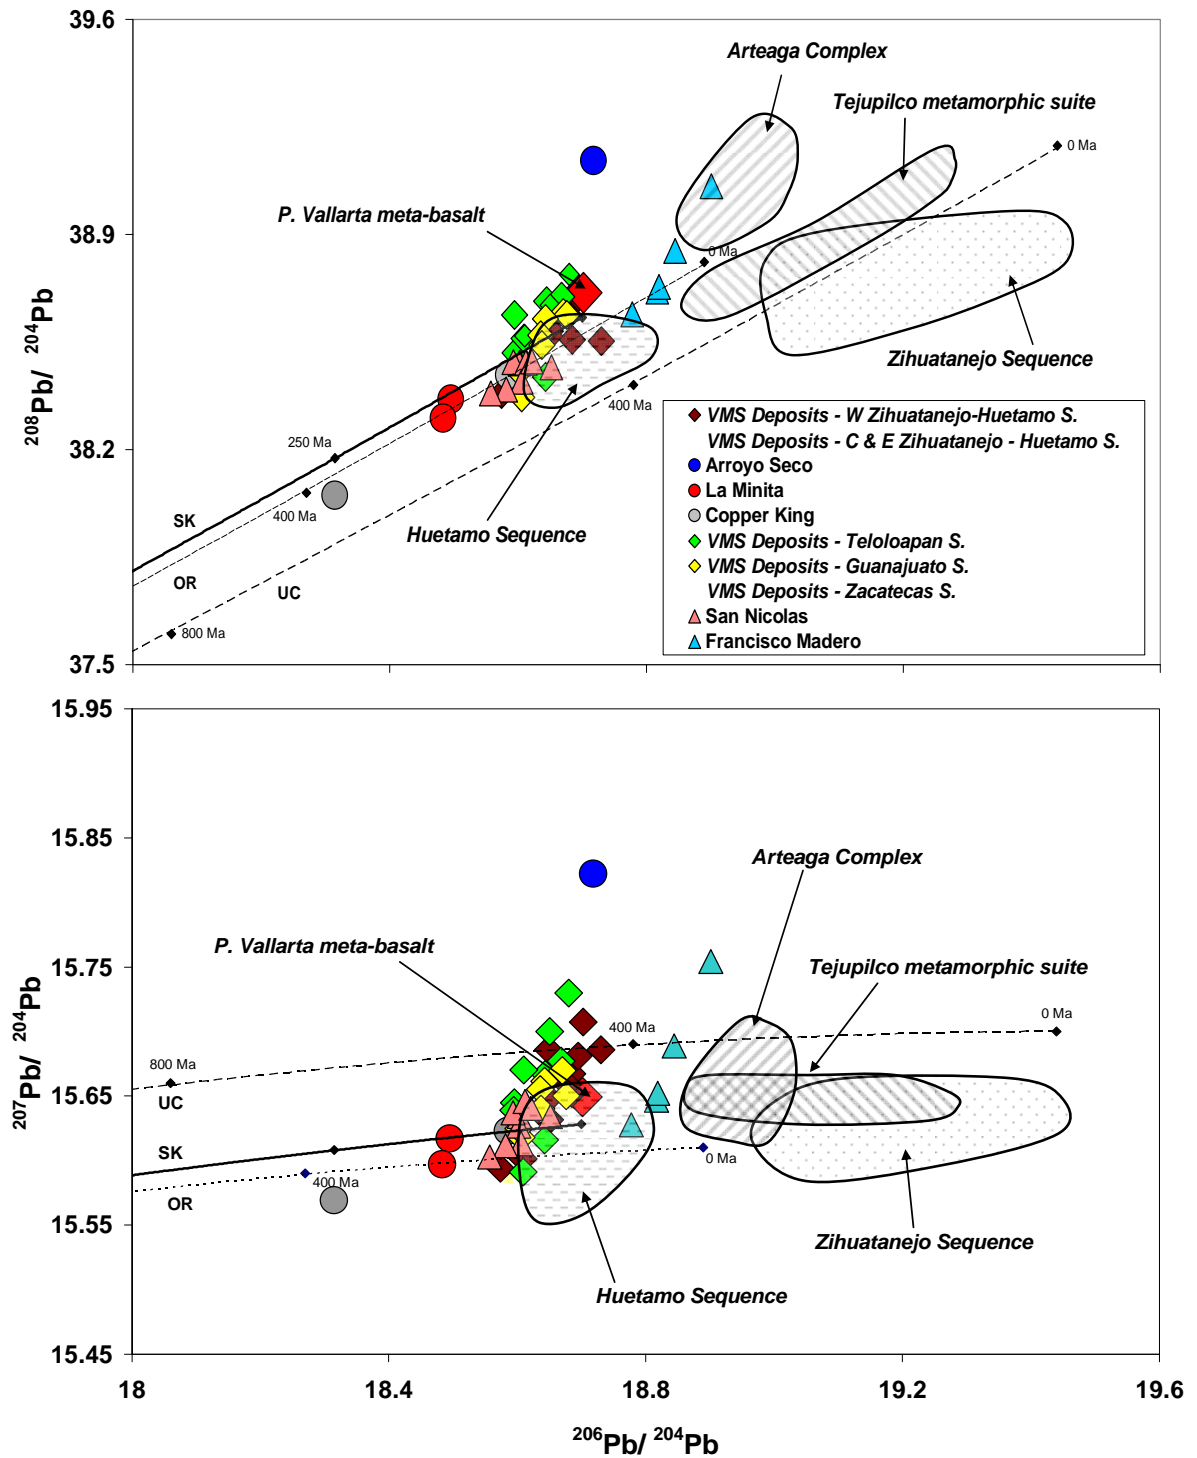 39.6
Arteaga Complex
Tejupilco metamorphic suite
0 Ma
P. Vallarta meta-basalt
38.9
0 Ma
208Pb/ 204Pb
Zihuatanejo Sequence
400 Ma
VMS Deposits - W Zihuatanejo-Huetamo S.
VMS Deposits - C & E Zihuatanejo - Huetamo S.
250 Ma
38.2
Arroyo Seco
La Minita
400 Ma
Copper King
SK
Huetamo Sequence
VMS Deposits - Teloloapan S.
VMS Deposits - Guanajuato S.
OR
UC
VMS Deposits - Zacatecas S.
San Nicolas
800 Ma
Francisco Madero
37.5
15.95
15.85
Arteaga Complex
P. Vallarta meta-basalt
15.75
Tejupilco metamorphic suite
0 Ma
400 Ma
207Pb/ 204Pb
800 Ma
UC
15.65
SK
0 Ma
400 Ma
OR
15.55
Zihuatanejo Sequence
Huetamo Sequence
15.45
18 18.4 18.8 19.2 19.6
206Pb/ 204Pb